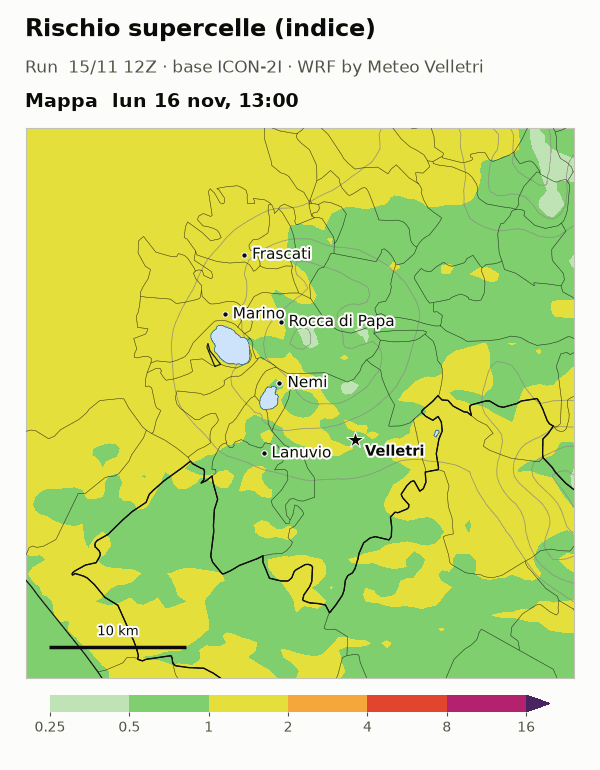 Rischio supercelle (indice)
Run  15/11 12Z · base ICON-2I · WRF by Meteo Velletri
Mappa  lun 16 nov, 13:00
Frascati
Marino
Rocca di Papa
Nemi
Velletri
Lanuvio
10 km
0.25 0.5 1 2 4 8 16